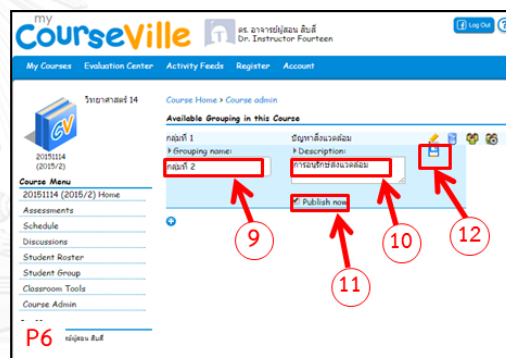 my
CourseVille
ดร. อาจารย์ผู้สอน สิบสี่
Dr. Instructor Fourteen
Log Out
?
My Courses Evaluation Center Activity Feeds Register Account
CV
วิทยาศาสตร์ 14
20151114
(2015/2)
Course Home › Course admin
Available Grouping in this Course
กลุ่มที่ 1 ปัญหาสิ่งแวดล้อม
Grouping name: Description:
กลุ่มที่ 2 การอนุรักษ์สิ่งแวดล้อม
Publish now
9
10
11
12
Course Menu
20151114 (2015/2) Home
Assessments
Schedule
Discussions
Student Roster
Student Group
Classroom Tools
Course Admin
P6